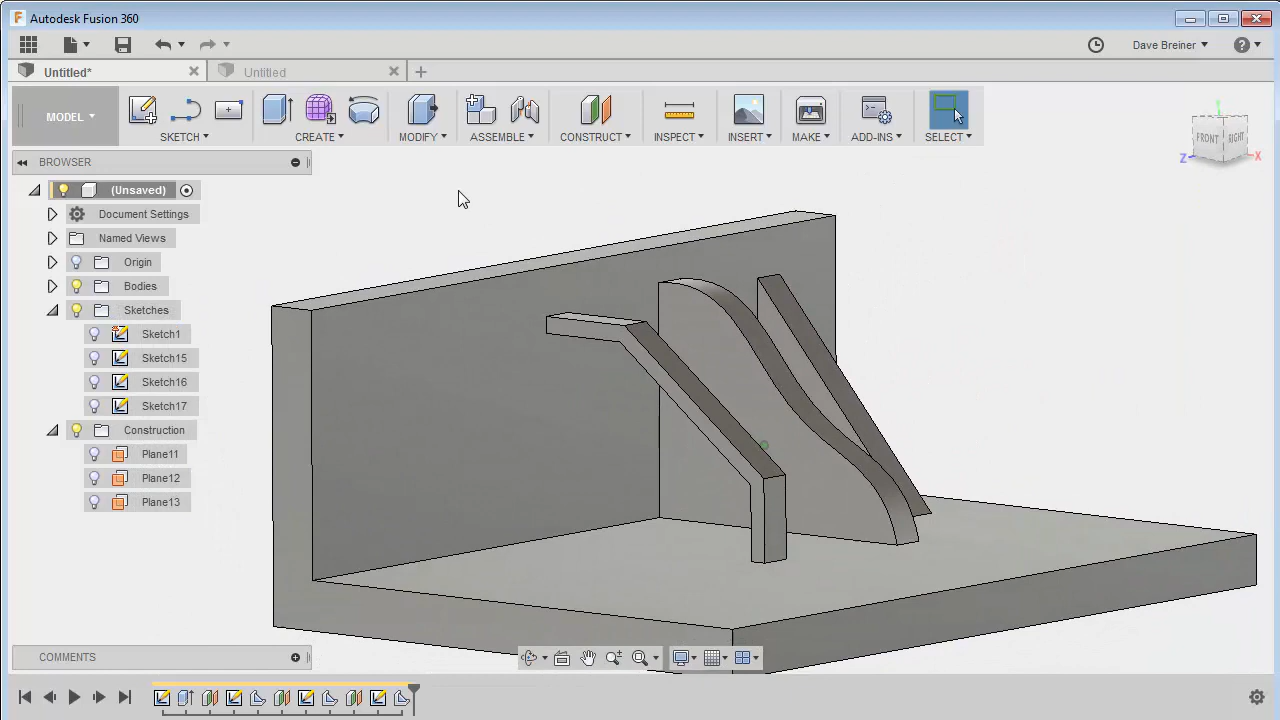 Autodesk Fusion 360
Dave Breiner
Untitled*
Untitled
MODEL
SKETCH
CREATE
MODIFY
ASSEMBLE
CONSTRUCT
INSPECT
INSERT
MAKE
ADD-INS
SELECT
FRONT
RIGHT
Z
X
BROWSER
(Unsaved)
Document Settings
Named Views
Origin
Bodies
Sketches
Sketch1
Sketch15
Sketch16
Sketch17
Construction
Plane11
Plane12
Plane13
COMMENTS